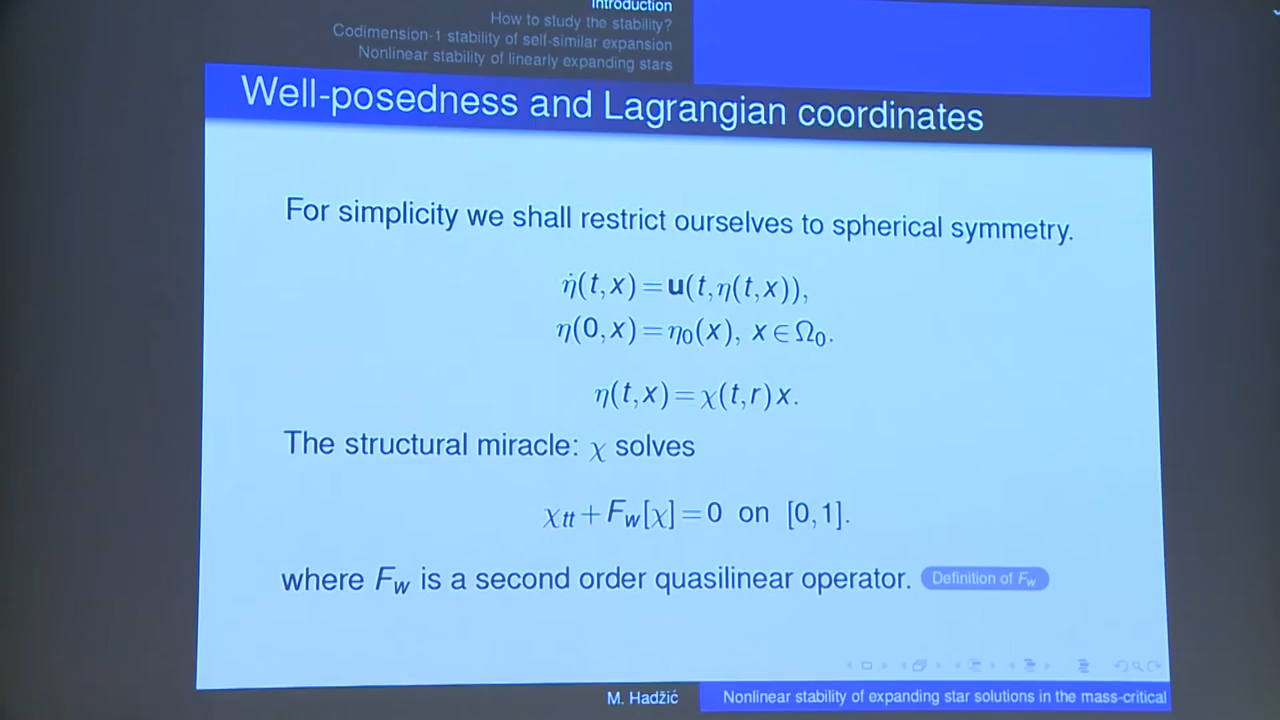 Introduction
How to study the stability?
Codimension-1 stability of self-similar expansion
Nonlinear stability of linearly expanding stars
Well-posedness and Lagrangian coordinates
For simplicity we shall restrict ourselves to spherical symmetry.
η̇(t,x)=u(t,η(t,x)),
η(0,x)=η₀(x), x∈Ω₀.
η(t,x)=χ(t,r)x.
The structural miracle: χ solves
χₜₜ+F_w[χ]=0 on [0,1].
where F_w is a second order quasilinear operator. Definition of F_w
M. Hadžić Nonlinear stability of expanding star solutions in the mass-critical